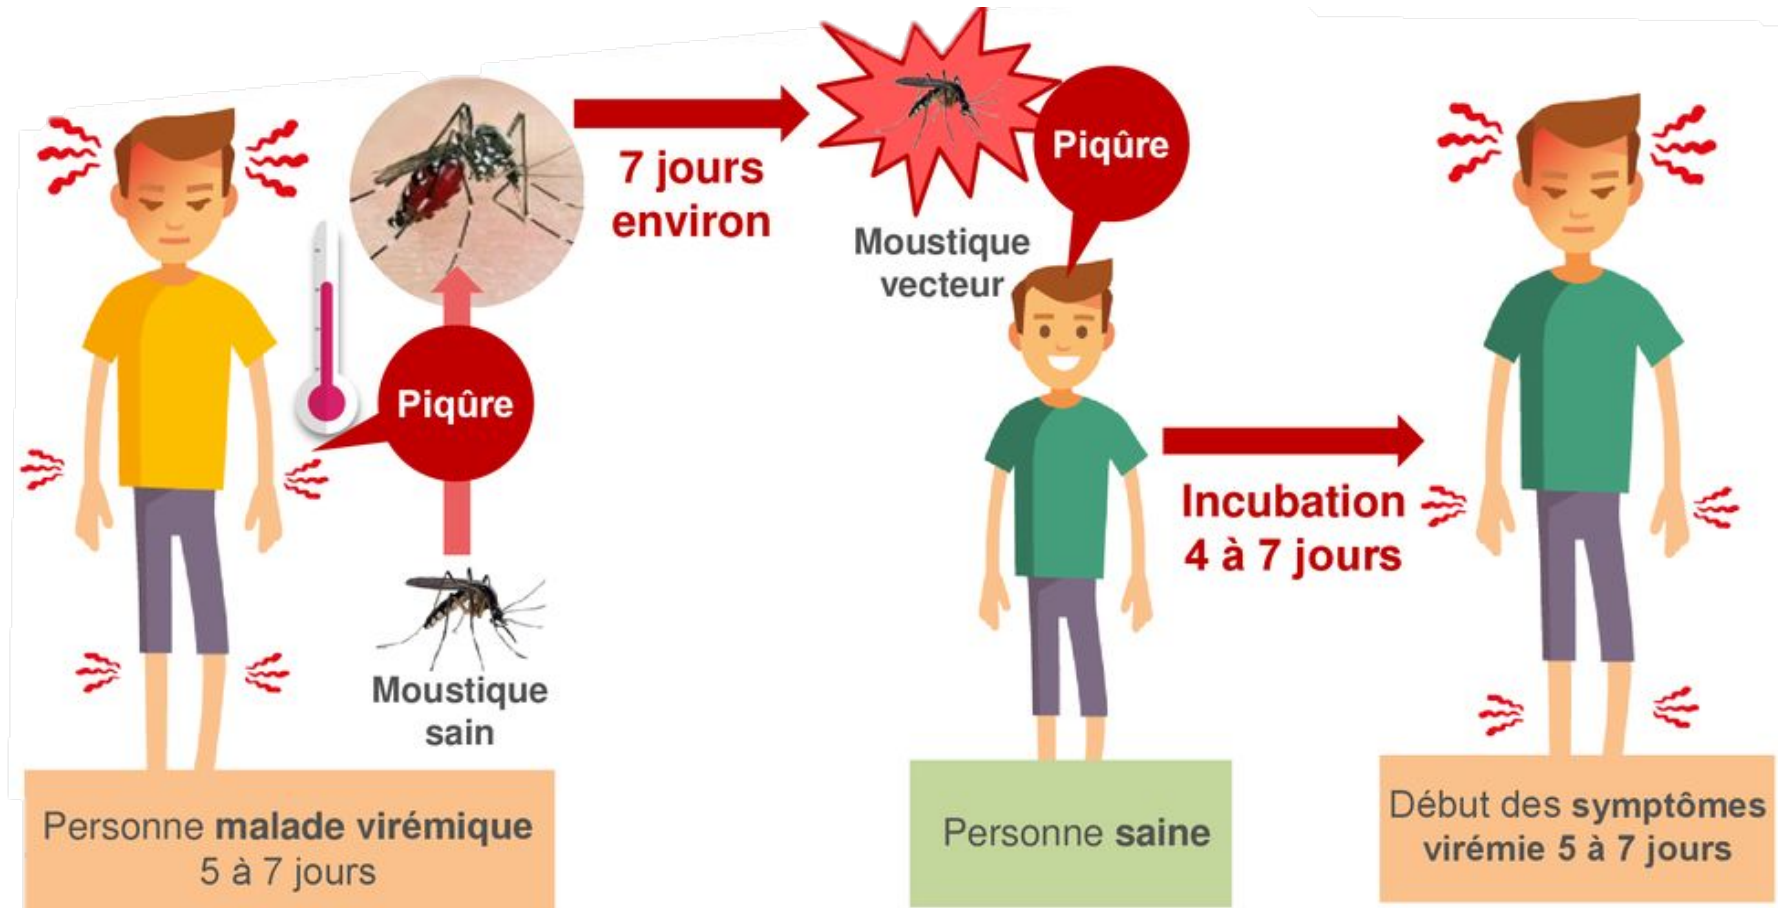 Piqûre
Moustique
sain
Personne malade virémique
5 à 7 jours
7 jours
environ
Moustique
vecteur
Piqûre
Personne saine
Incubation
4 à 7 jours
Début des symptômes
virémie 5 à 7 jours